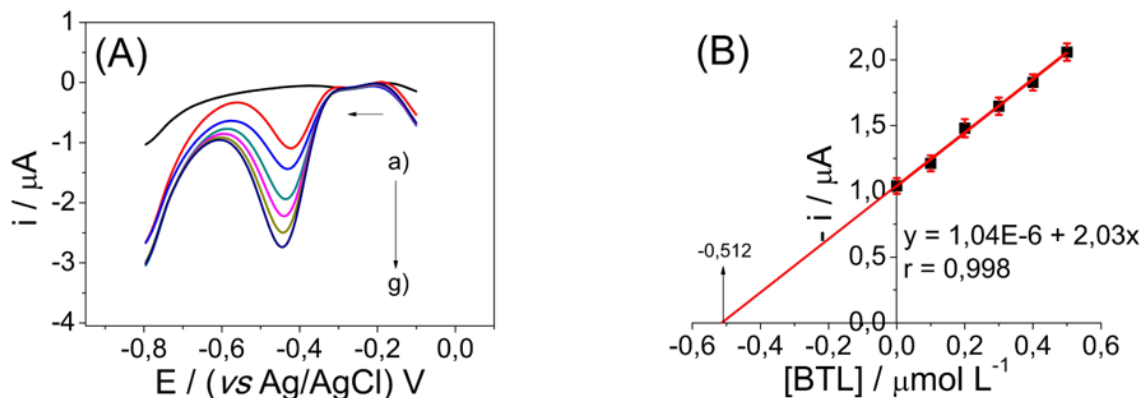 (A)
1
0
-1
-2
-3
-4
i / μA
a)
g)
-0,8
-0,6
-0,4
-0,2
0,0
E / (vs Ag/AgCl) V
(B)
2,0
1,5
1,0
0,5
0,0
- i / μA
-0,512
y = 1,04E-6 + 2,03x
r = 0,998
-0,6
-0,4
-0,2
0,0
0,2
0,4
0,6
[BTL] / μmol L⁻¹